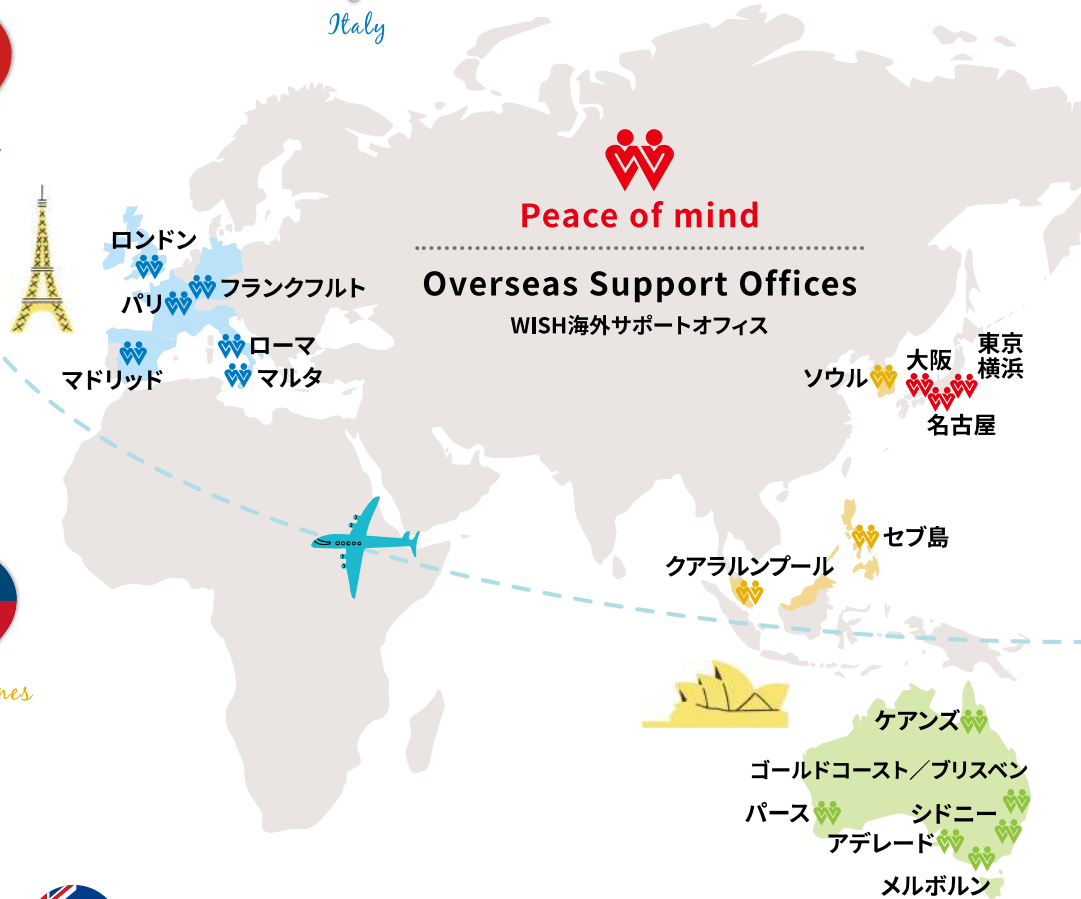 Italy
Peace of mind
Overseas Support Offices
WISH海外サポートオフィス
ロンドン
パリ
フランクフルト
ローマ
マルタ
マドリッド
ソウル
大阪
東京
横浜
名古屋
セブ島
クアラルンプール
ケアンズ
ゴールドコースト／ブリスベン
パース
シドニー
アデレード
メルボルン